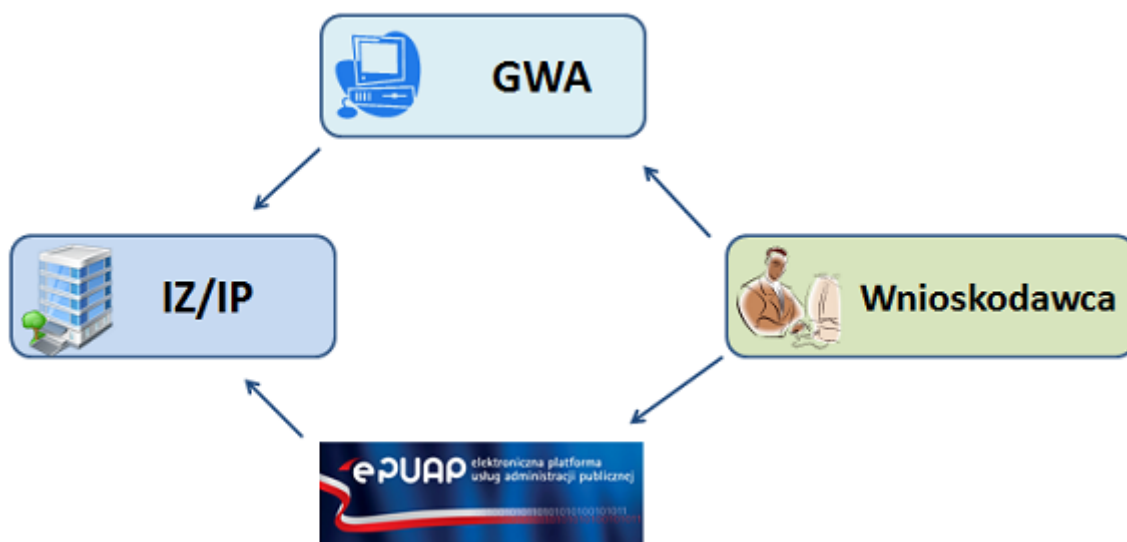 GWA
IZ/IP
Wnioskodawca
ePUAP
elektroniczna platforma
usług administracji publicznej